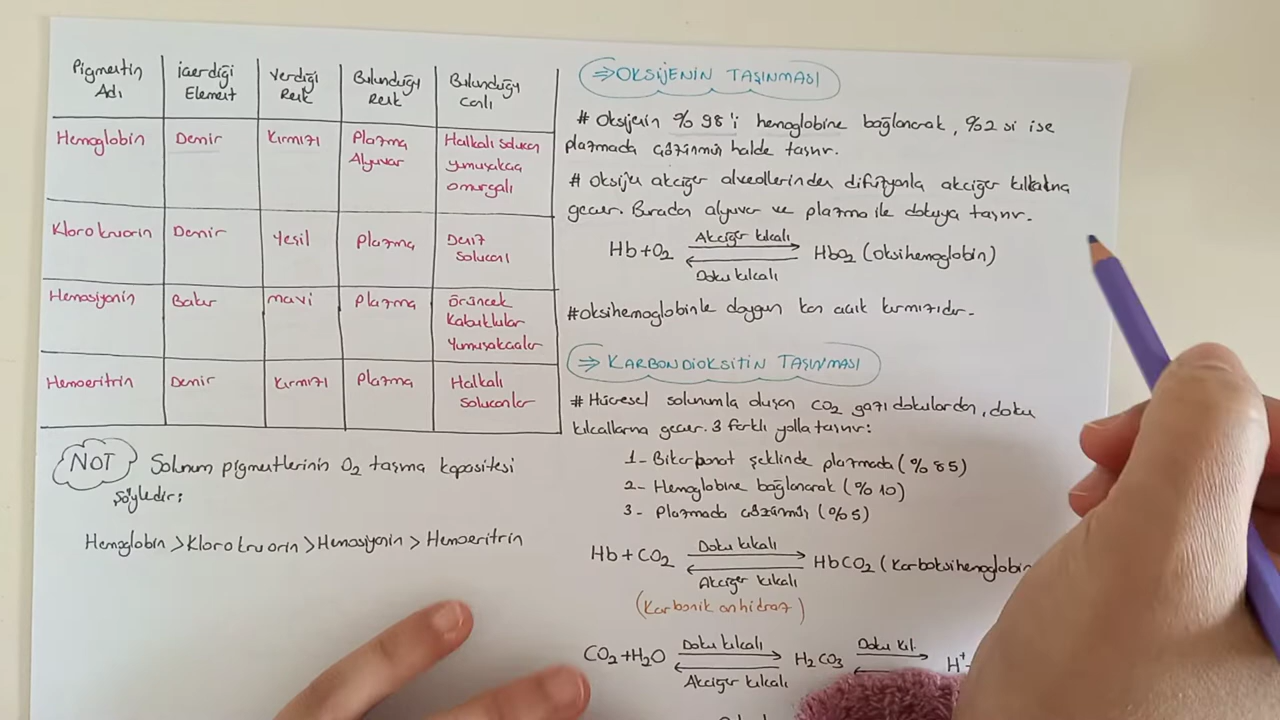 Pigmentin Adı | İçerdiği Element | Verdiği Renk | Bulunduğu Renk | Bulunduğu Canlı
Hemoglobin | Demir | Kırmızı | Plazma Alyuvar | Halkalı solucan yumuşakça omurgalı
Klorokruorin | Demir | Yeşil | Plazma | Deniz Solucanı
Hemosiyanin | Bakır | mavi | Plazma | Örümcek Kabuklular Yumuşakçalar
Hemoeritrin | Demir | Kırmızı | Plazma | Halkalı Solucanlar
NOT Solunum pigmentlerinin O2 taşıma kapasitesi
şöyledir:
Hemoglobin > Klorokruorin > Hemosiyanin > Hemoeritrin
⇒ OKSİJENİN TAŞINMASI
# Oksijenin %98'i hemoglobine bağlanarak, %2 si ise
plazmada çözünmüş halde taşınır.
# Oksijen akciğer alveollerinden difüzyonla akciğer kılcalına
geçer. Buradan alyuvar ve plazma ile dokuya taşınır.
Akciğer kılcalı
Hb+O2 ⇄ HbO2 (oksihemoglobin)
Doku kılcalı
#oksihemoglobinle doygun kan açık kırmızıdır.
⇒ KARBONDİOKSİTİN TAŞINMASI
# Hücresel solunumla oluşan CO2 gazı dokulardan, doku
kılcallarına geçer. 3 farklı yolla taşınır:
1- Bikarbonat şeklinde plazmada (%85)
2- Hemoglobine bağlanarak (%10)
3- Plazmada çözünmüş (%5)
Doku kılcalı
Hb + CO2 ⇄ HbCO2 (Karboksihemoglobin
Akciğer kılcalı
(Karbonik anhidraz)
Doku kılcalı Doku kıl.
CO2+H2O ⇄ H2CO3 ⇄ H+
Akciğer kılcalı